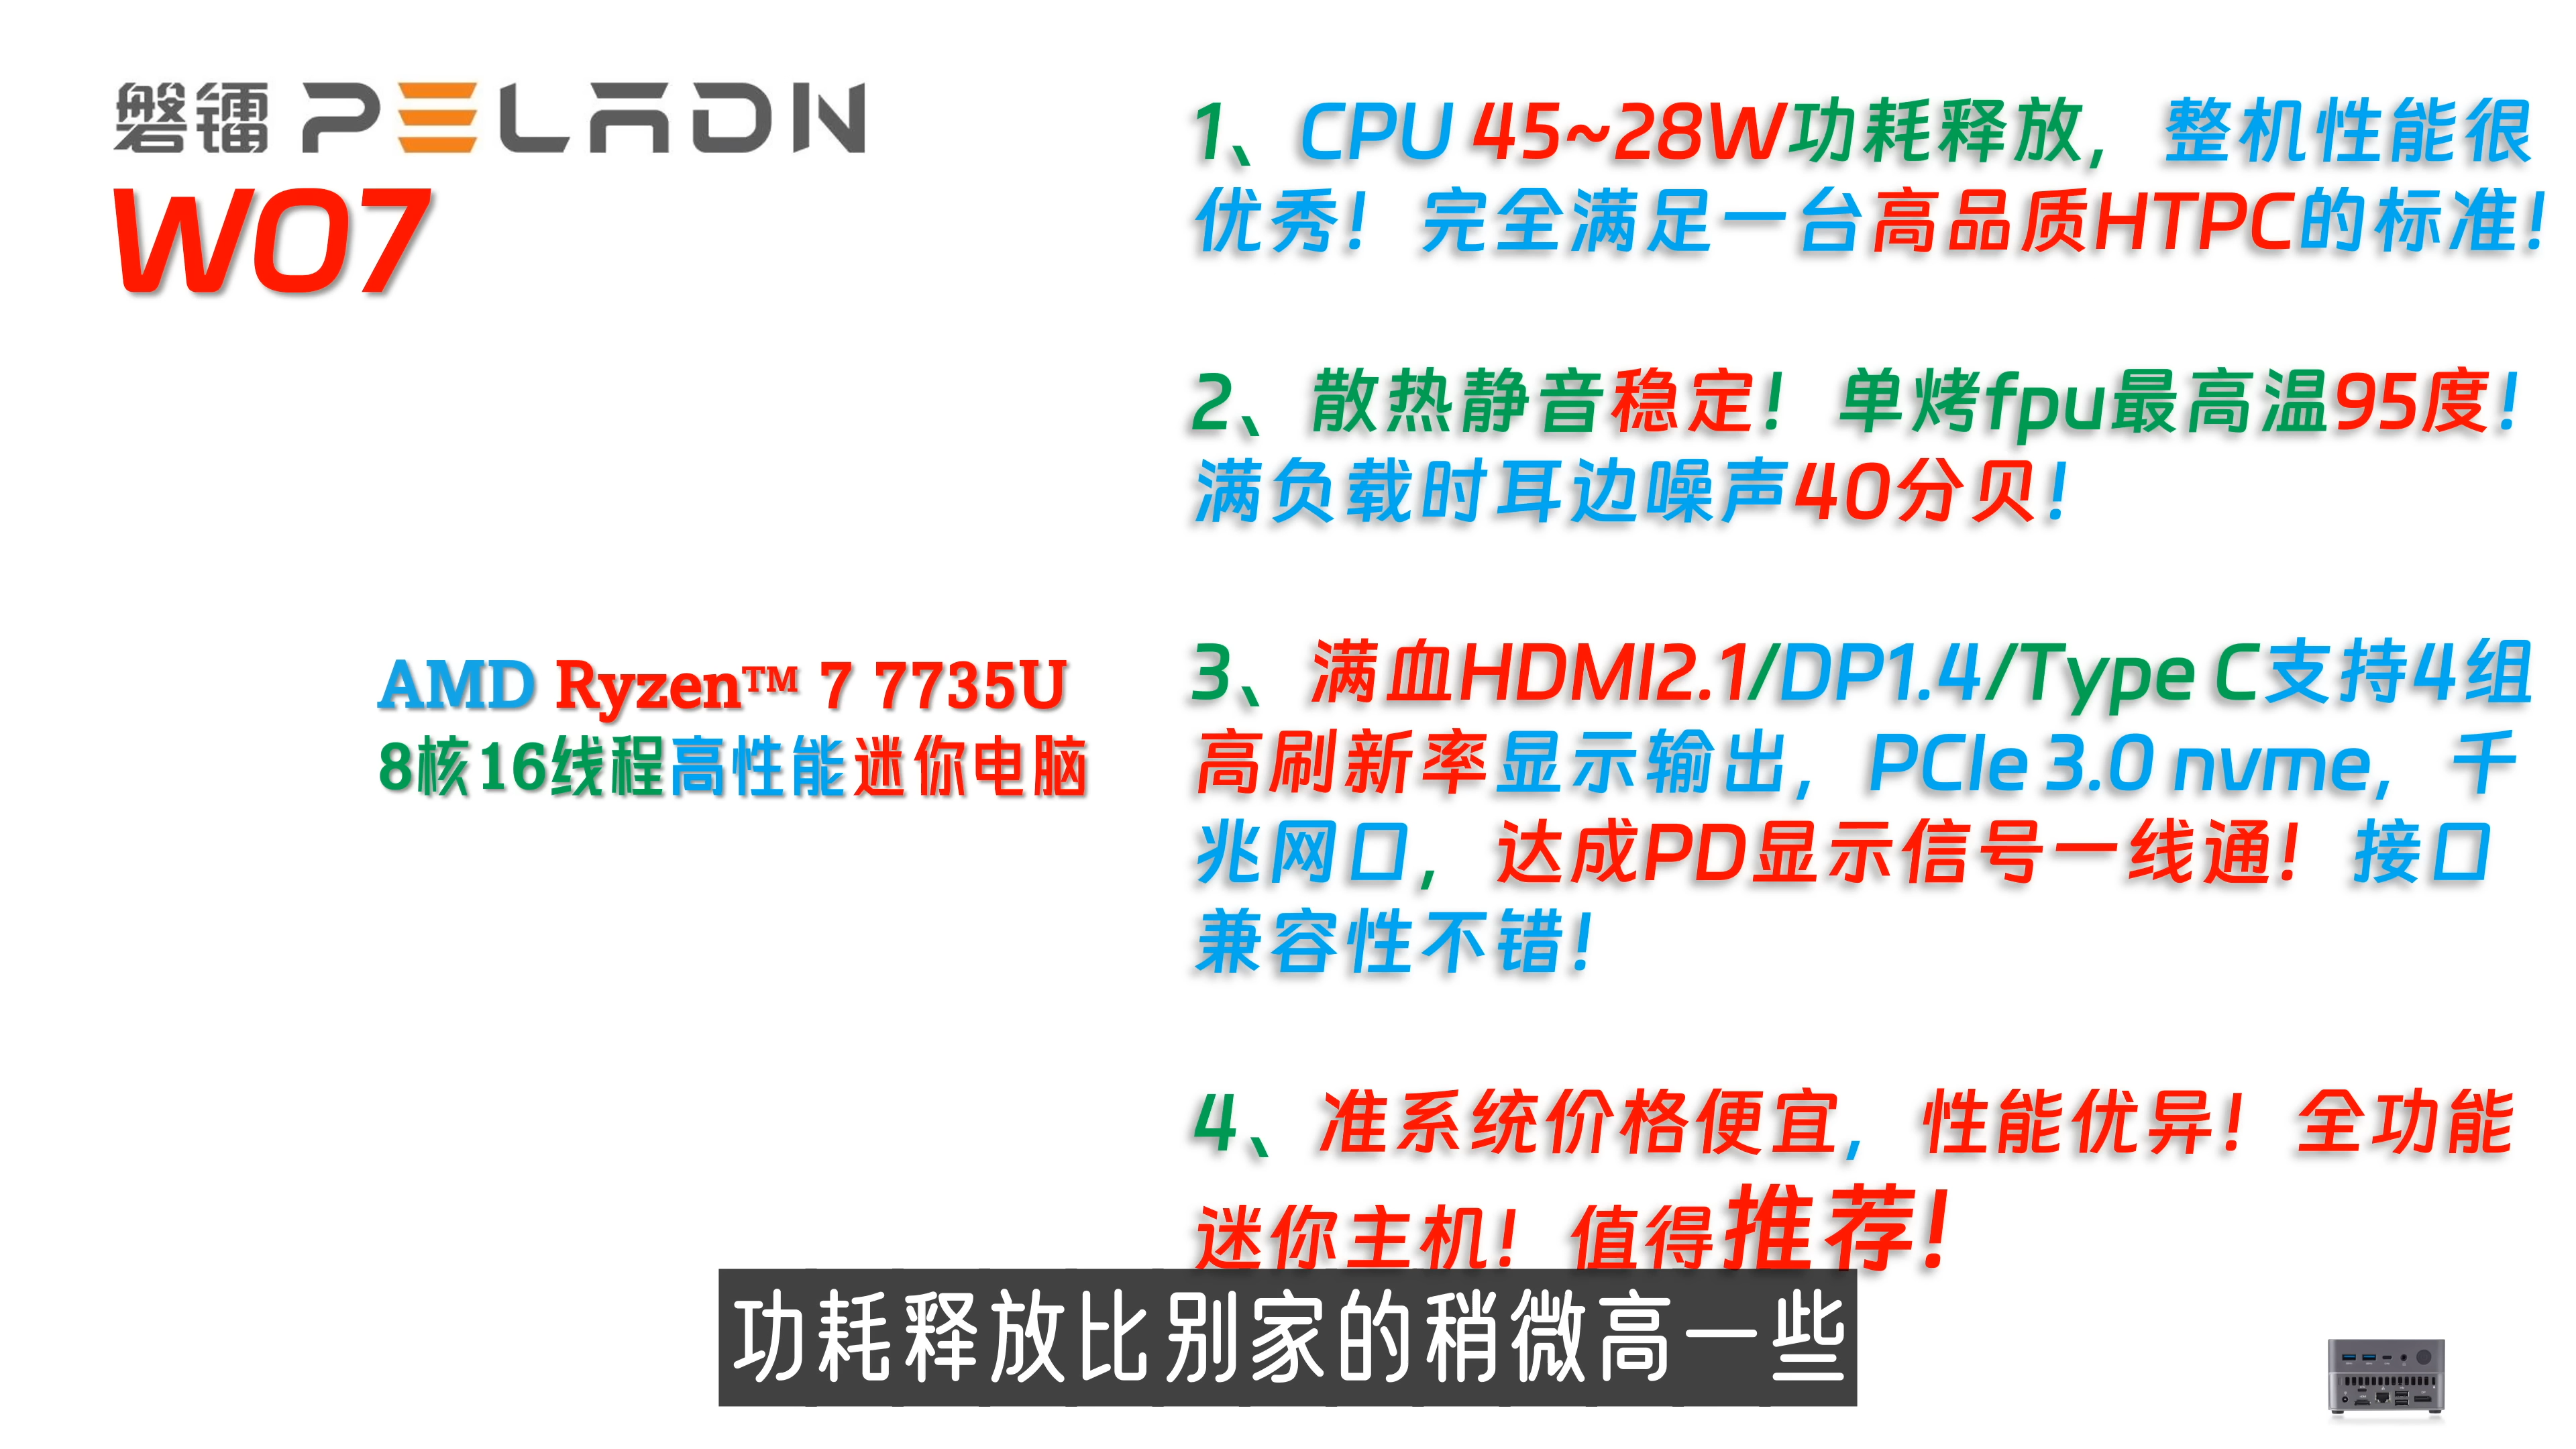 磐镭 PELADN
W07
AMD Ryzen™ 7 7735U
8核16线程高性能迷你电脑
1、CPU 45~28W功耗释放，整机性能很
优秀！完全满足一台高品质HTPC的标准！
2、散热静音稳定！单烤fpu最高温95度！
满负载时耳边噪声40分贝！
3、满血HDMI2.1/DP1.4/Type C支持4组
高刷新率显示输出，PCIe 3.0 nvme，千
兆网口，达成PD显示信号一线通！接口
兼容性不错！
4、准系统价格便宜，性能优异！全功能
迷你主机！值得推荐！
功耗释放比别家的稍微高一些